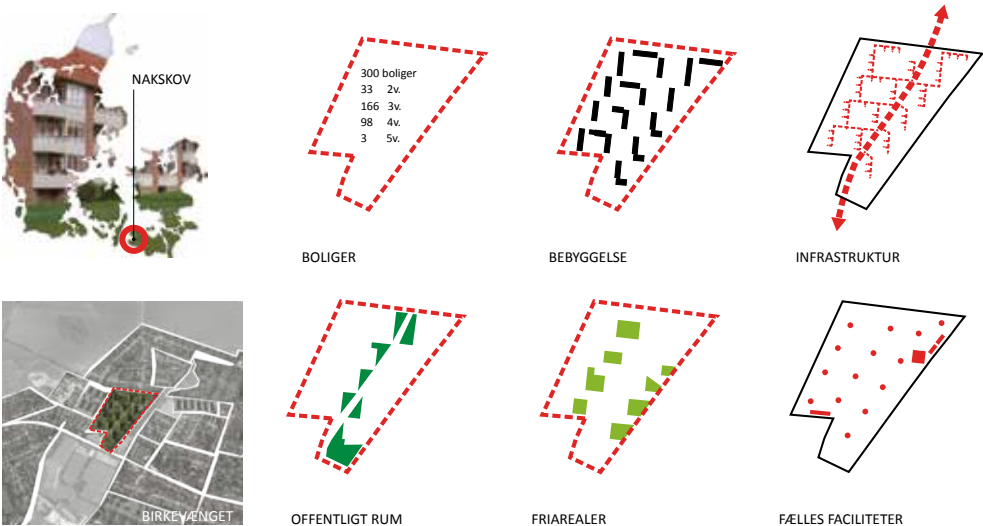 NAKSKOV
300 boliger
33 2v.
166 3v.
98 4v.
3 5v.
BOLIGER
BEBYGGELSE
INFRASTRUKTUR
BIRKEVÆNGET
OFFENTLIGT RUM
FRIAREALER
FÆLLES FACILITETER